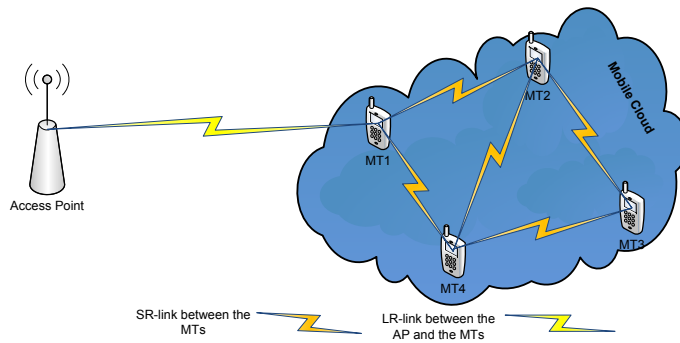 MT2
Mobile Cloud
MT1
Access Point
MT3
MT4
SR-link between the
MTs
LR-link between the
AP and the MTs